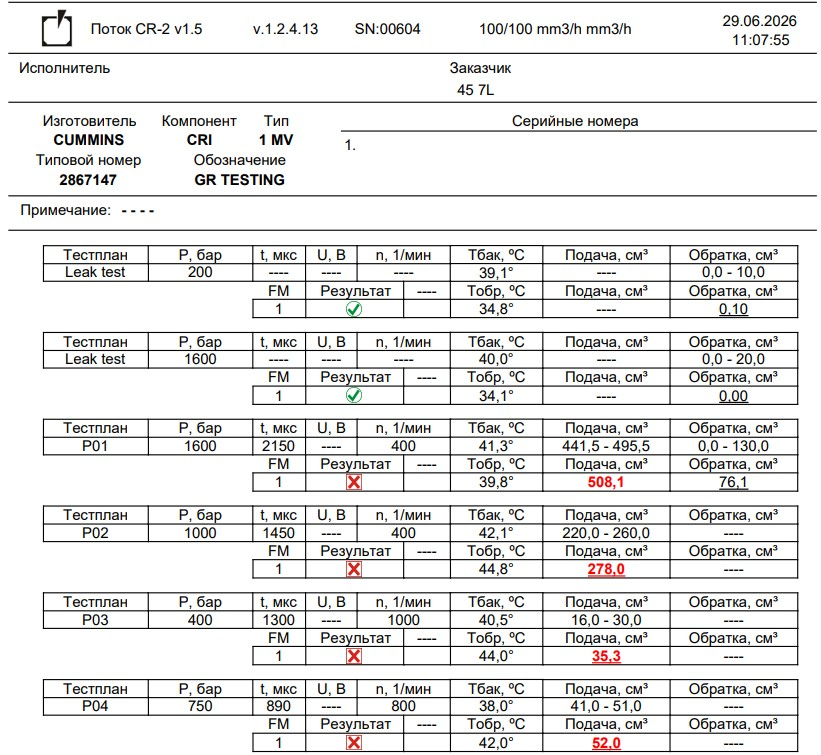 Поток CR-2 v1.5 v.1.2.4.13 SN:00604 100/100 mm3/h mm3/h 29.06.2026
11:07:55
Исполнитель Заказчик
45 7L
Изготовитель Компонент Тип Серийные номера
CUMMINS CRI 1 MV 1.
Типовой номер Обозначение
2867147 GR TESTING
Примечание: ----
Тестплан P, бар t, мкс U, B n, 1/мин Тбак, ºC Подача, см³ Обратка, см³
Leak test 200 ---- ---- ---- 39,1° ---- 0,0 - 10,0
FM Результат ---- Тобр, ºC Подача, см³ Обратка, см³
1 34,8° ---- 0,10
Тестплан P, бар t, мкс U, B n, 1/мин Тбак, ºC Подача, см³ Обратка, см³
Leak test 1600 ---- ---- ---- 40,0° ---- 0,0 - 20,0
FM Результат ---- Тобр, ºC Подача, см³ Обратка, см³
1 34,1° ---- 0,00
Тестплан P, бар t, мкс U, B n, 1/мин Тбак, ºC Подача, см³ Обратка, см³
P01 1600 2150 ---- 400 41,3° 441,5 - 495,5 0,0 - 130,0
FM Результат ---- Тобр, ºC Подача, см³ Обратка, см³
1 39,8° 508,1 76,1
Тестплан P, бар t, мкс U, B n, 1/мин Тбак, ºC Подача, см³ Обратка, см³
P02 1000 1450 ---- 400 42,1° 220,0 - 260,0 ----
FM Результат ---- Тобр, ºC Подача, см³ Обратка, см³
1 44,8° 278,0 ----
Тестплан P, бар t, мкс U, B n, 1/мин Тбак, ºC Подача, см³ Обратка, см³
P03 400 1300 ---- 1000 40,5° 16,0 - 30,0 ----
FM Результат ---- Тобр, ºC Подача, см³ Обратка, см³
1 44,0° 35,3 ----
Тестплан P, бар t, мкс U, B n, 1/мин Тбак, ºC Подача, см³ Обратка, см³
P04 750 890 ---- 800 38,0° 41,0 - 51,0 ----
FM Результат ---- Тобр, ºC Подача, см³ Обратка, см³
1 42,0° 52,0 ----